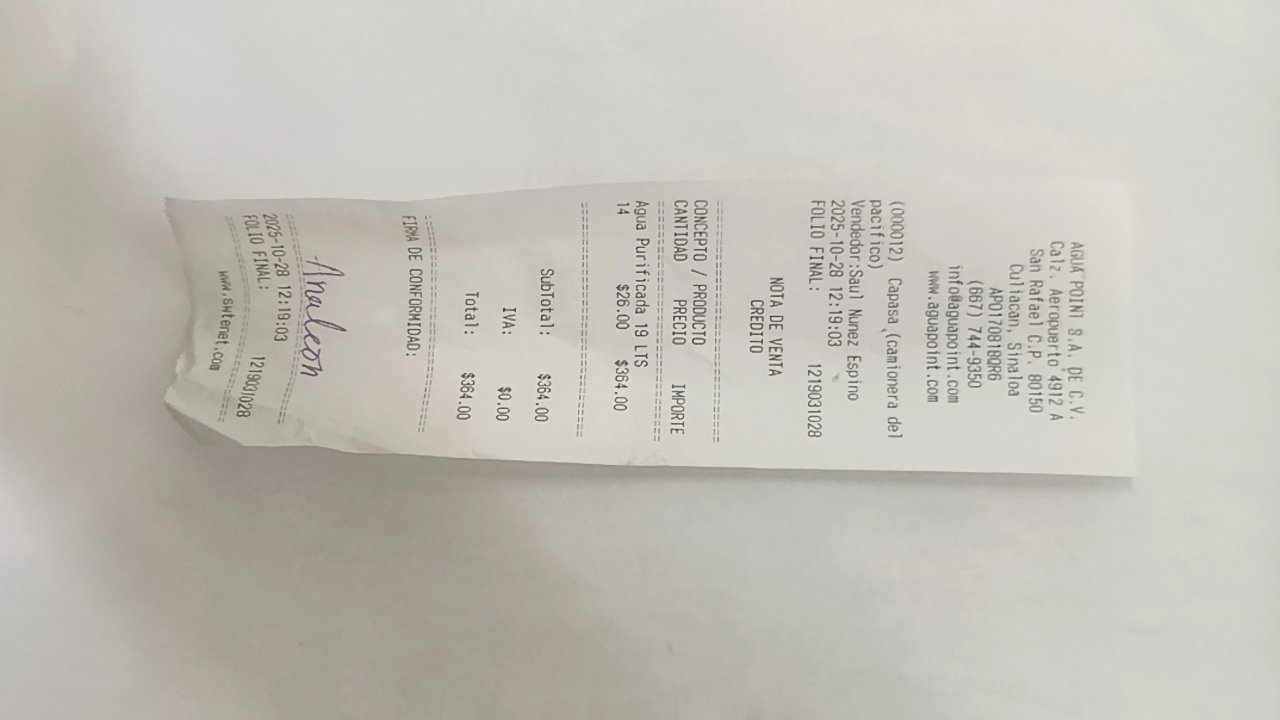 AGUA POINT S.A. DE C.V.
Calz. Aeropuerto 4912 A
San Rafael C.P. 80150
Culiacan, Sinaloa
APO170818QR6
(667) 744-9350
info@aguapoint.com
www.aguapoint.com
(000012) Capasa (camionera del
pacifico)
Vendedor:Saul Nunez Espino
2025-10-28 12:19:03
FOLIO FINAL: 1219031028
NOTA DE VENTA
CREDITO
CONCEPTO / PRODUCTO
CANTIDAD PRECIO IMPORTE
Agua Purificada 19 LTS
14 $26.00 $364.00
SubTotal: $364.00
IVA: $0.00
Total: $364.00
FIRMA DE CONFORMIDAD:
Analeon
2025-10-28 12:19:03
FOLIO FINAL: 1219031028
www.swtenet.com